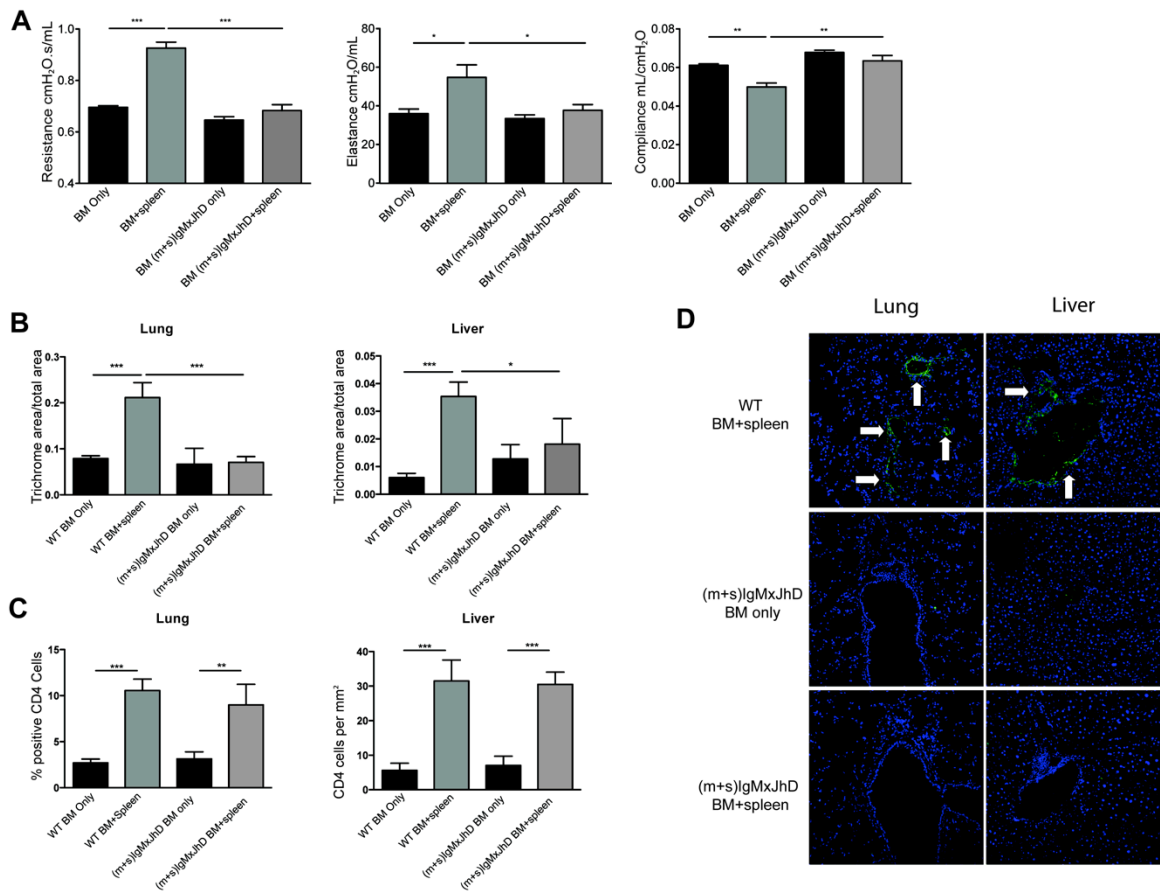 A
Resistance cmH2O.s/mL
1.0
0.8
0.6
0.4
***
***
BM Only
BM+spleen
BM (m+s)IgMxJhD only
BM (m+s)IgMxJhD+spleen
Elastance cmH2O/mL
60
40
20
0
*
*
BM Only
BM+spleen
BM (m+s)IgMxJhD only
BM (m+s)IgMxJhD+spleen
Compliance mL/cmH2O
0.08
0.06
0.04
0.02
0.00
**
**
BM Only
BM+spleen
BM (m+s)IgMxJhD only
BM (m+s)IgMxJhD+spleen
B
Lung
Trichrome area/total area
0.3
0.2
0.1
0.0
***
***
WT BM Only
WT BM+spleen
(m+s)IgMxJhD BM only
(m+s)IgMxJhD BM+spleen
Liver
Trichrome area/total area
0.05
0.04
0.03
0.02
0.01
0.00
***
*
WT BM Only
WT BM+spleen
(m+s)IgMxJhD BM only
(m+s)IgMxJhD BM+spleen
C
Lung
% positive CD4 Cells
15
10
5
0
***
**
WT BM Only
WT BM+Spleen
(m+s)IgMxJhD BM only
(m+s)IgMxJhD BM+spleen
Liver
CD4 cells per mm²
40
30
20
10
0
***
***
WT BM Only
WT BM+spleen
(m+s)IgMxJhD BM only
(m+s)IgMxJhD BM+spleen
D
Lung
Liver
WT
BM+spleen
(m+s)IgMxJhD
BM only
(m+s)IgMxJhD
BM+spleen